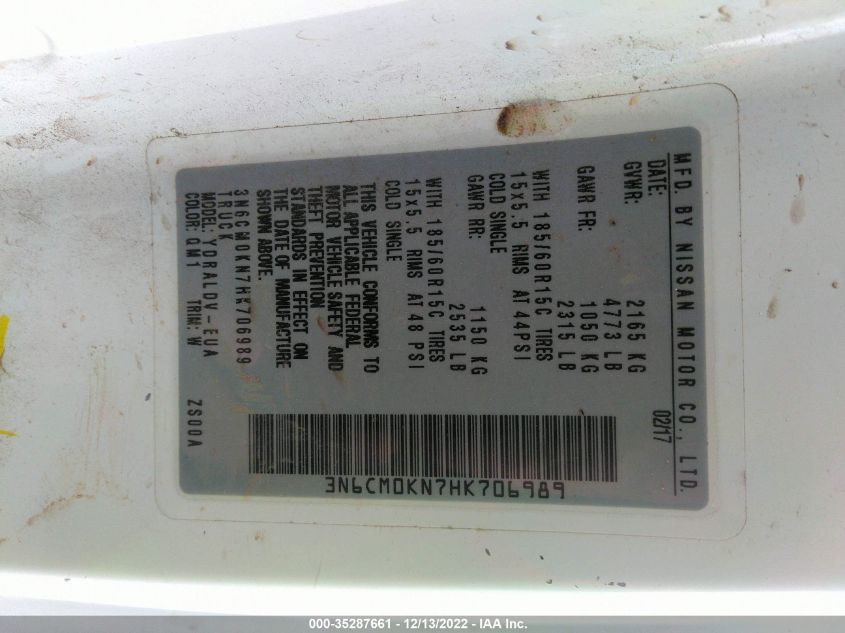 MFD. BY NISSAN MOTOR CO., LTD.
DATE: 02/17
GVWR: 2165 KG
4773 LB
GAWR FR: 1050 KG
2315 LB
WITH 185/60R15C TIRES
15x5.5 RIMS AT 44PSI
COLD SINGLE
GAWR RR: 1150 KG
2535 LB
WITH 185/60R15C TIRES
15x5.5 RIMS AT 48 PSI
COLD SINGLE
THIS VEHICLE CONFORMS TO
ALL APPLICABLE FEDERAL
MOTOR VEHICLE SAFETY AND
THEFT PREVENTION
STANDARDS IN EFFECT ON
THE DATE OF MANUFACTURE
SHOWN ABOVE.
3N6CM0KN7HK706989
TRUCK
MODEL: YDRALDV-EUA
COLOR: QM1 TRIM: W ZS00A
3N6CM0KN7HK706989
000-35287661 - 12/13/2022 - IAA Inc.